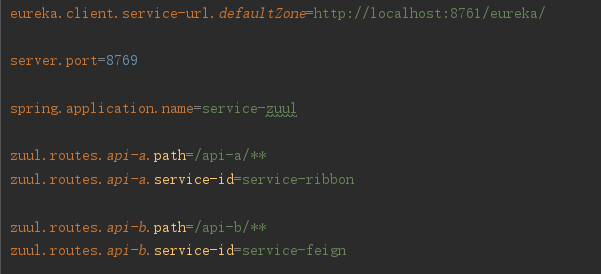 eureka.client.service-url.defaultZone=http://localhost:8761/eureka/
server.port=8769
spring.application.name=service-zuul
zuul.routes.api-a.path=/api-a/**
zuul.routes.api-a.service-id=service-ribbon
zuul.routes.api-b.path=/api-b/**
zuul.routes.api-b.service-id=service-feign